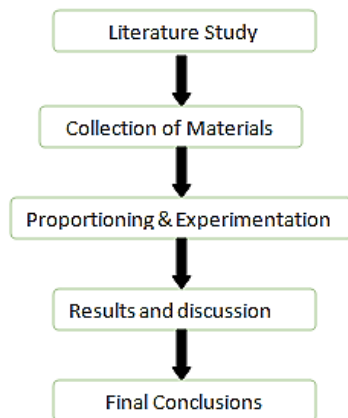 Literature Study
Collection of Materials
Proportioning & Experimentation
Results and discussion
Final Conclusions